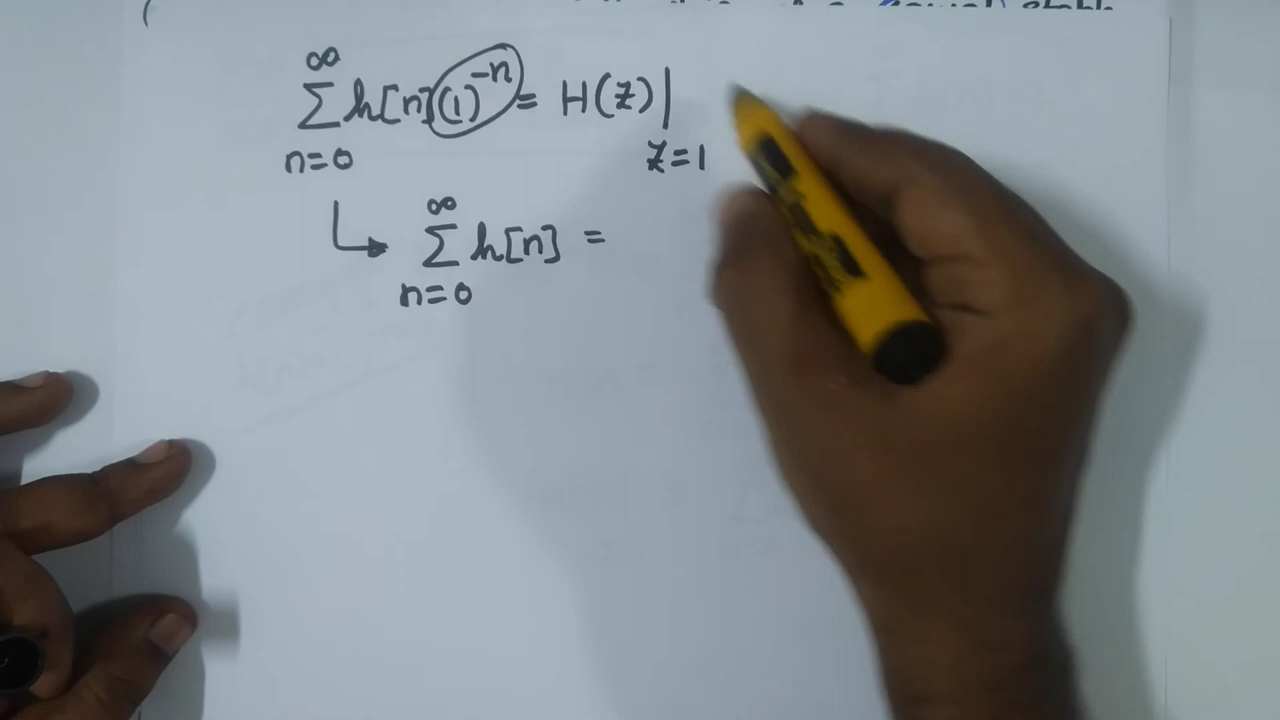 ∞
Σ h[n](1)⁻ⁿ = H(z)|
n=0 z=1
∞
↳ Σ h[n] =
n=0